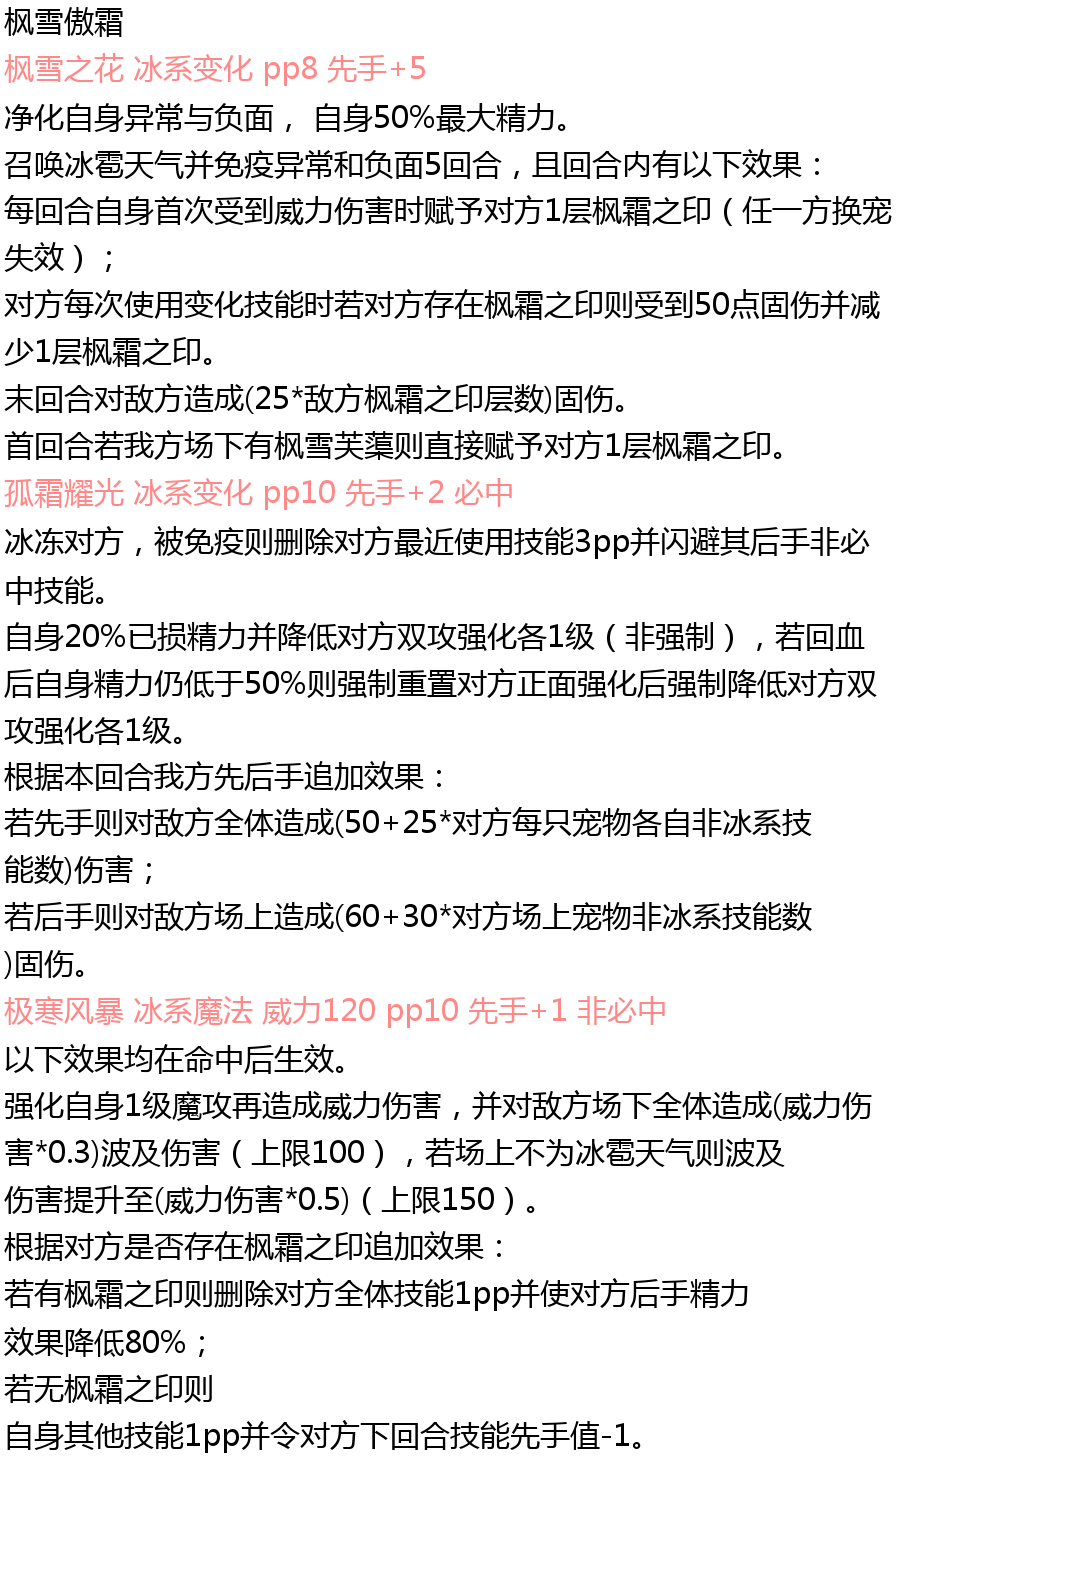 枫雪傲霜
枫雪之花 冰系变化 pp8 先手+5
净化自身异常与负面， 自身50%最大精力。
召唤冰雹天气并免疫异常和负面5回合，且回合内有以下效果：
每回合自身首次受到威力伤害时赋予对方1层枫霜之印（任一方换宠
失效）；
对方每次使用变化技能时若对方存在枫霜之印则受到50点固伤并减
少1层枫霜之印。
末回合对敌方造成(25*敌方枫霜之印层数)固伤。
首回合若我方场下有枫雪芙蕖则直接赋予对方1层枫霜之印。
孤霜耀光 冰系变化 pp10 先手+2 必中
冰冻对方，被免疫则删除对方最近使用技能3pp并闪避其后手非必
中技能。
自身20%已损精力并降低对方双攻强化各1级（非强制），若回血
后自身精力仍低于50%则强制重置对方正面强化后强制降低对方双
攻强化各1级。
根据本回合我方先后手追加效果：
若先手则对敌方全体造成(50+25*对方每只宠物各自非冰系技
能数)伤害；
若后手则对敌方场上造成(60+30*对方场上宠物非冰系技能数
)固伤。
极寒风暴 冰系魔法 威力120 pp10 先手+1 非必中
以下效果均在命中后生效。
强化自身1级魔攻再造成威力伤害，并对敌方场下全体造成(威力伤
害*0.3)波及伤害（上限100），若场上不为冰雹天气则波及
伤害提升至(威力伤害*0.5)（上限150）。
根据对方是否存在枫霜之印追加效果：
若有枫霜之印则删除对方全体技能1pp并使对方后手精力
效果降低80%；
若无枫霜之印则
自身其他技能1pp并令对方下回合技能先手值-1。